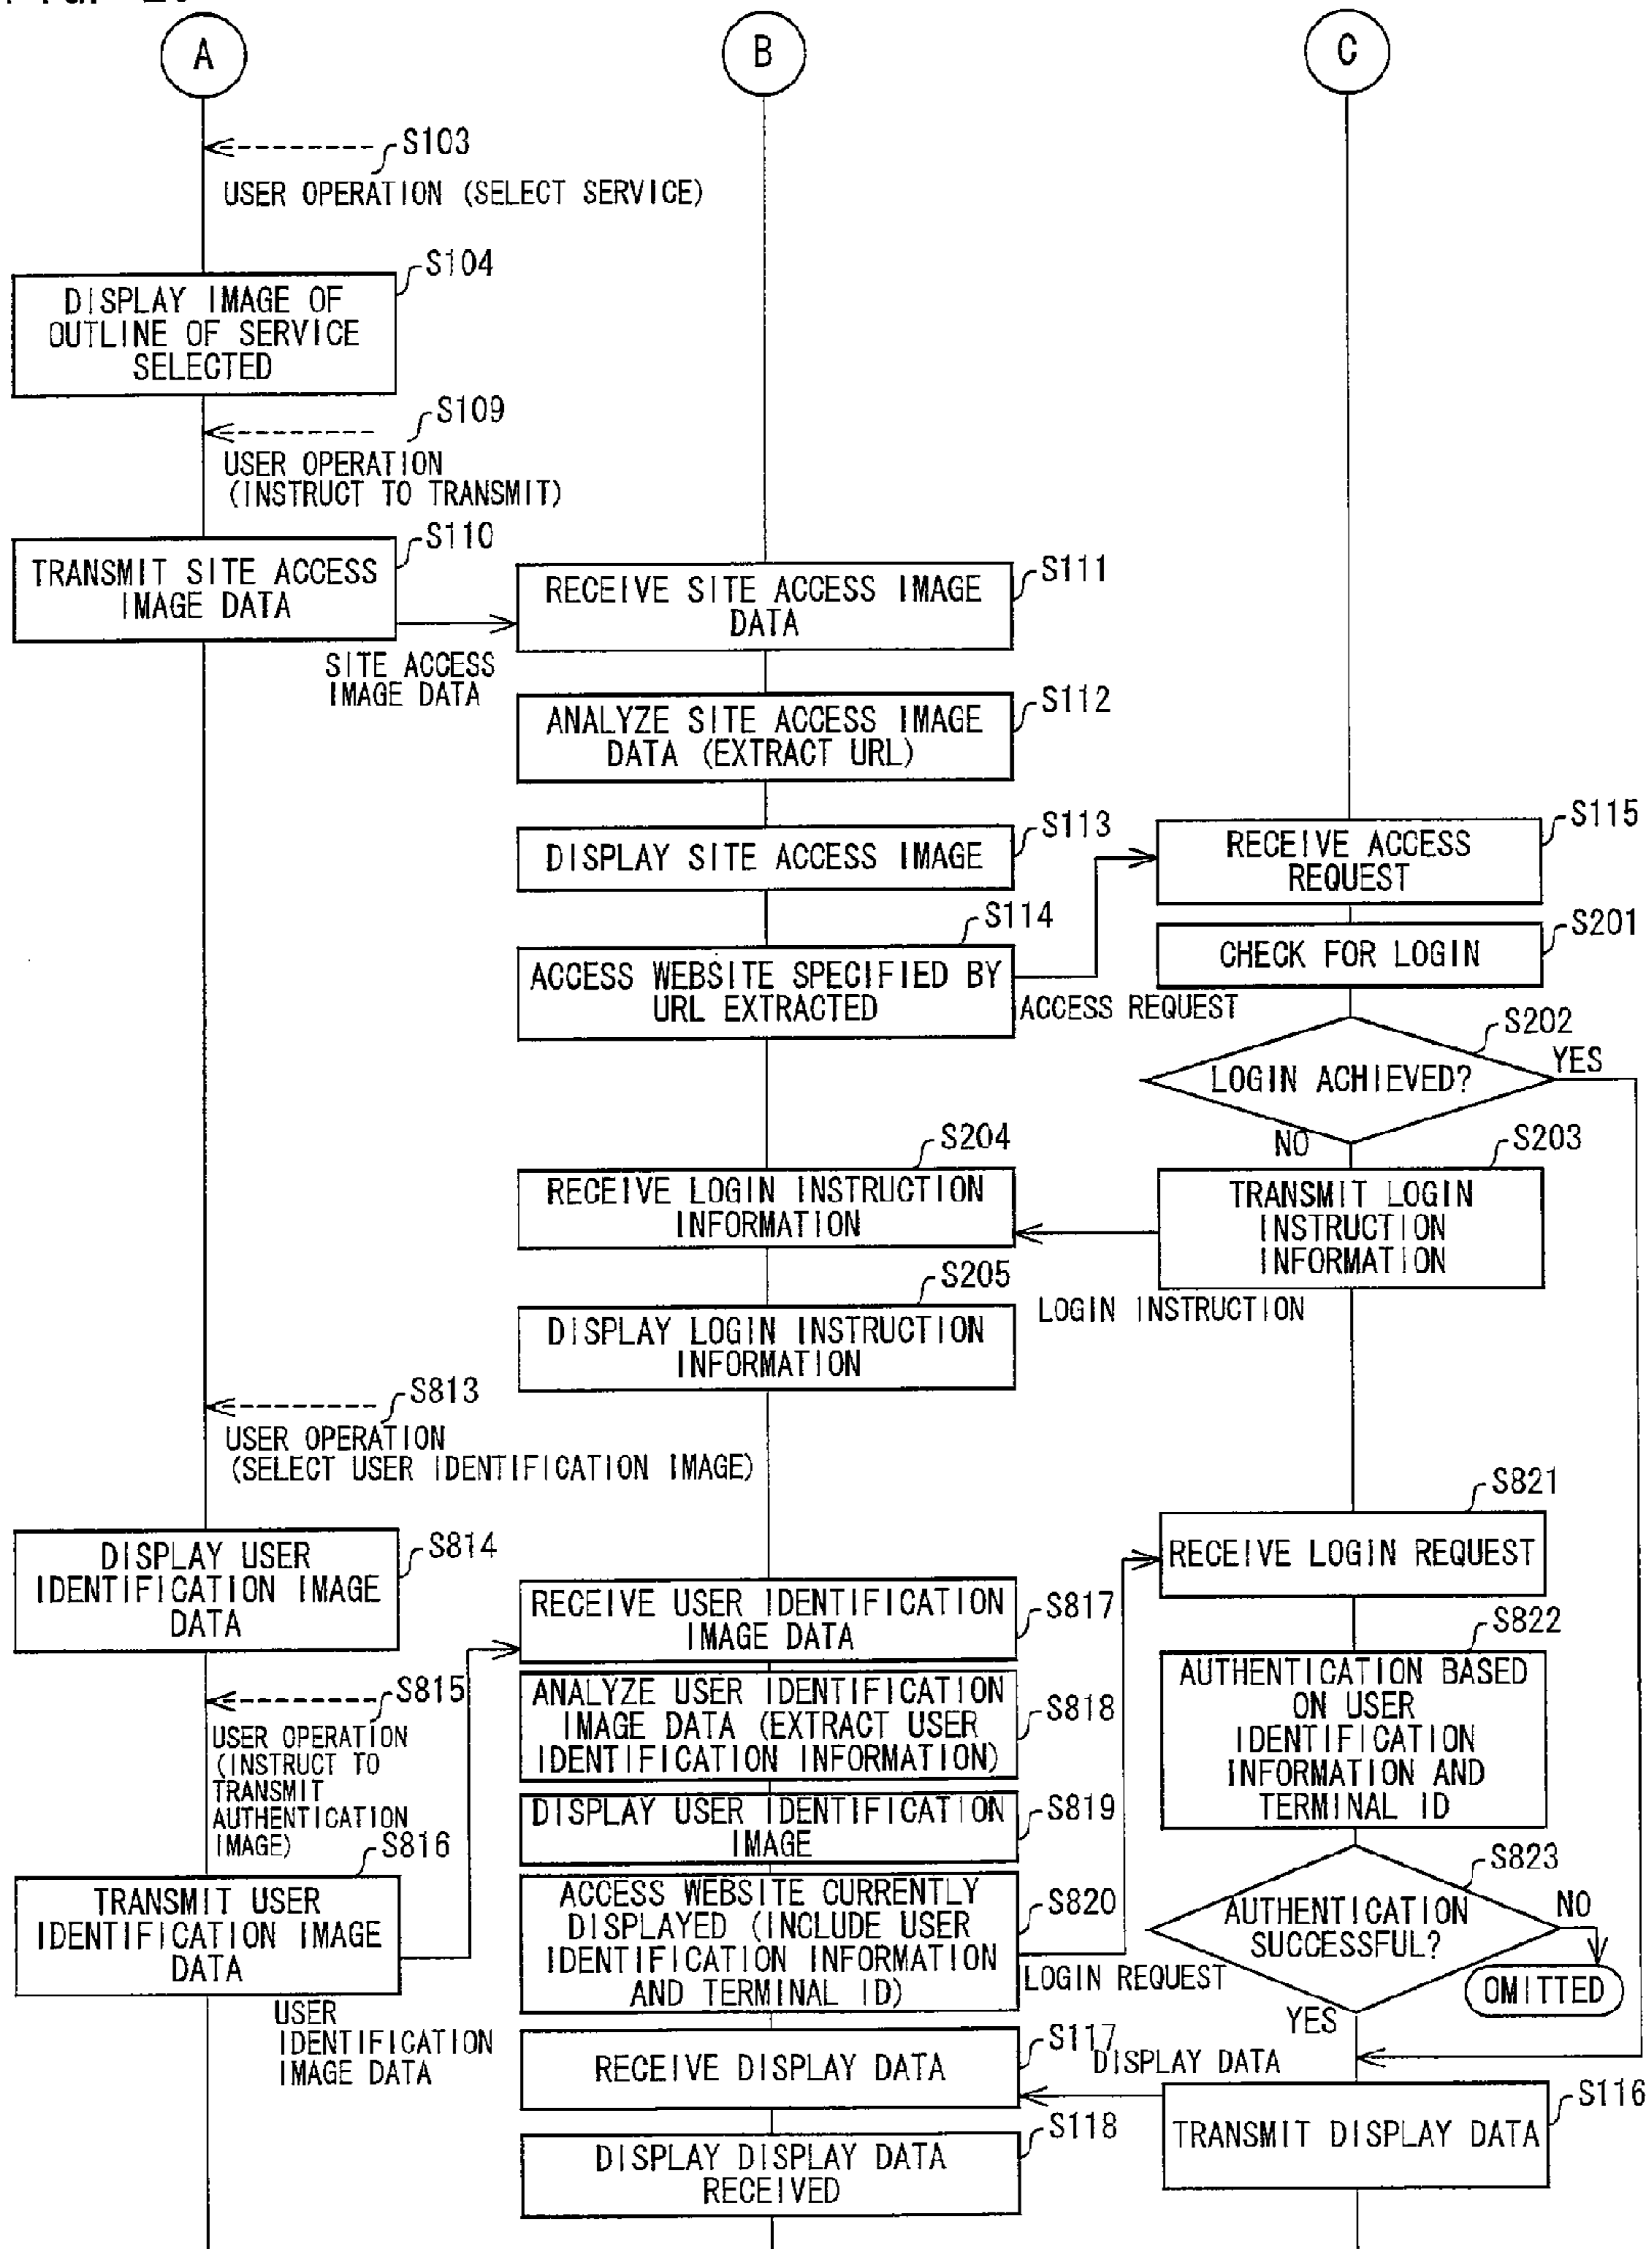 A
B
C
S103
USER OPERATION (SELECT SERVICE)
S104
DISPLAY IMAGE OF
OUTLINE OF SERVICE
SELECTED
S109
USER OPERATION
(INSTRUCT TO TRANSMIT)
S110
TRANSMIT SITE ACCESS
IMAGE DATA
SITE ACCESS
IMAGE DATA
S111
RECEIVE SITE ACCESS IMAGE
DATA
S112
ANALYZE SITE ACCESS IMAGE
DATA (EXTRACT URL)
S113
DISPLAY SITE ACCESS IMAGE
S114
ACCESS WEBSITE SPECIFIED BY
URL EXTRACTED
ACCESS REQUEST
S115
RECEIVE ACCESS
REQUEST
S201
CHECK FOR LOGIN
S202
LOGIN ACHIEVED?
YES
NO
S203
TRANSMIT LOGIN
INSTRUCTION
INFORMATION
LOGIN INSTRUCTION
S204
RECEIVE LOGIN INSTRUCTION
INFORMATION
S205
DISPLAY LOGIN INSTRUCTION
INFORMATION
S813
USER OPERATION
(SELECT USER IDENTIFICATION IMAGE)
S814
DISPLAY USER
IDENTIFICATION IMAGE
DATA
S815
USER OPERATION
(INSTRUCT TO
TRANSMIT
AUTHENTICATION
IMAGE)
S816
TRANSMIT USER
IDENTIFICATION IMAGE
DATA
USER
IDENTIFICATION
IMAGE DATA
S817
RECEIVE USER IDENTIFICATION
IMAGE DATA
S818
ANALYZE USER IDENTIFICATION
IMAGE DATA (EXTRACT USER
IDENTIFICATION INFORMATION)
S819
DISPLAY USER IDENTIFICATION
IMAGE
S820
ACCESS WEBSITE CURRENTLY
DISPLAYED (INCLUDE USER
IDENTIFICATION INFORMATION
AND TERMINAL ID)
LOGIN REQUEST
S821
RECEIVE LOGIN REQUEST
S822
AUTHENTICATION BASED
ON USER
IDENTIFICATION
INFORMATION AND
TERMINAL ID
S823
AUTHENTICATION
SUCCESSFUL?
NO
OMITTED
YES
S116
TRANSMIT DISPLAY DATA
DISPLAY DATA
S117
RECEIVE DISPLAY DATA
S118
DISPLAY DISPLAY DATA
RECEIVED